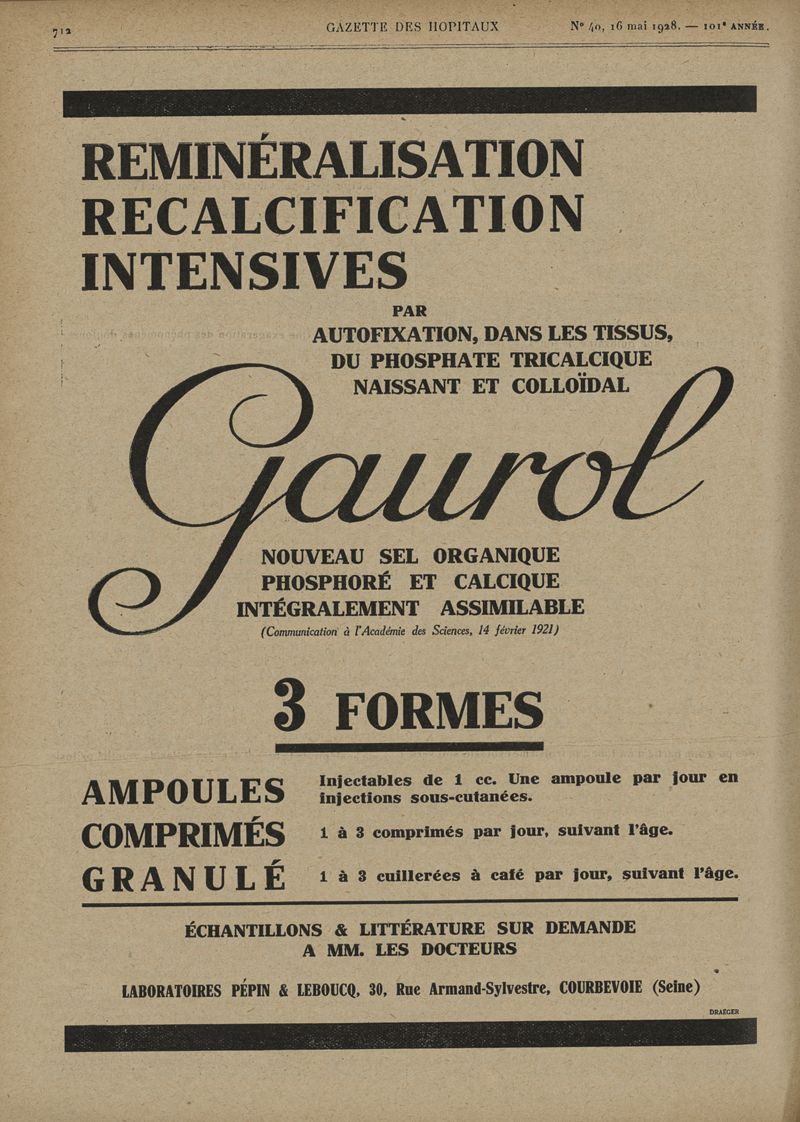 712
GAZETTE DES HOPITAUX
N° 40, 16 mai 1928. — 101ᵉ ANNÉE.
REMINÉRALISATION
RECALCIFICATION
INTENSIVES
PAR
AUTOFIXATION, DANS LES TISSUS,
DU PHOSPHATE TRICALCIQUE
NAISSANT ET COLLOÏDAL
Gaurol
NOUVEAU SEL ORGANIQUE
PHOSPHORÉ ET CALCIQUE
INTÉGRALEMENT ASSIMILABLE
(Communication à l'Académie des Sciences, 14 février 1921)
3 FORMES
AMPOULES
Injectables de 1 cc. Une ampoule par jour en
injections sous-cutanées.
COMPRIMÉS
1 à 3 comprimés par jour, suivant l'âge.
GRANULÉ
1 à 3 cuillerées à café par jour, suivant l'âge.
ÉCHANTILLONS & LITTÉRATURE SUR DEMANDE
A MM. LES DOCTEURS
LABORATOIRES PÉPIN & LEBOUCQ, 30, Rue Armand-Sylvestre, COURBEVOIE (Seine)
DRAEGER